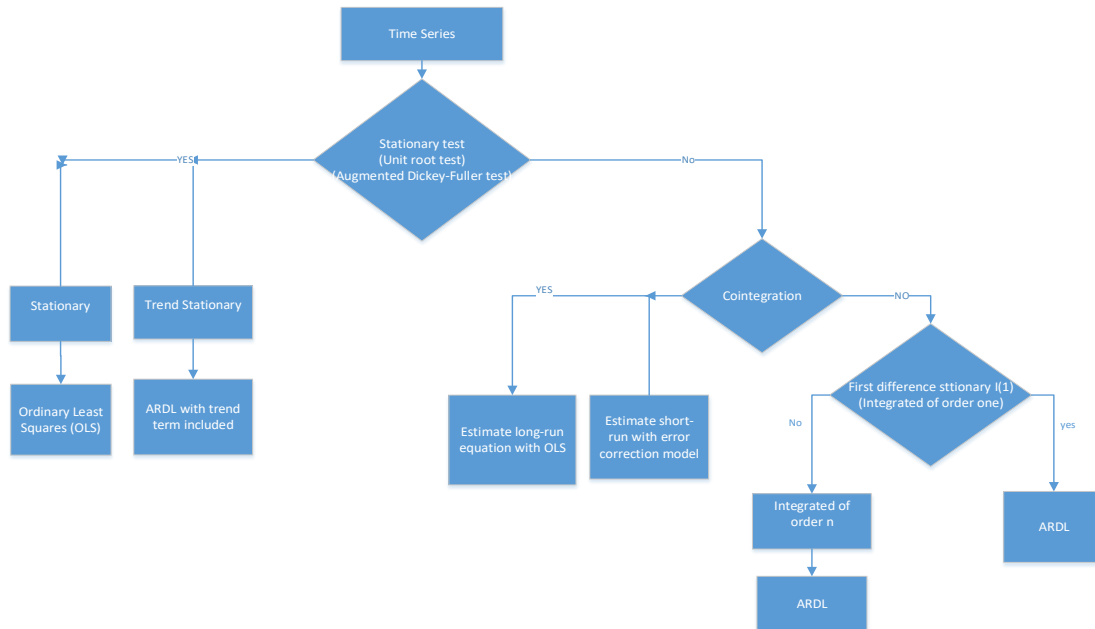 Time Series
Stationary test
(Unit root test)
(Augmented Dickey-Fuller test)
YES
No
Stationary
Trend Stationary
Cointegration
YES
NO
Ordinary Least
Squares (OLS)
ARDL with trend
term included
First difference sttionary I(1)
(Integrated of order one)
Estimate long-run
equation with OLS
Estimate short-
run with error
correction model
No
yes
Integrated of
order n
ARDL
ARDL